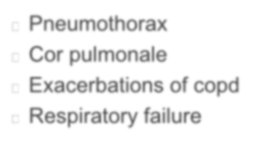 Pneumothorax
Cor pulmonale
Exacerbations of copd
Respiratory failure